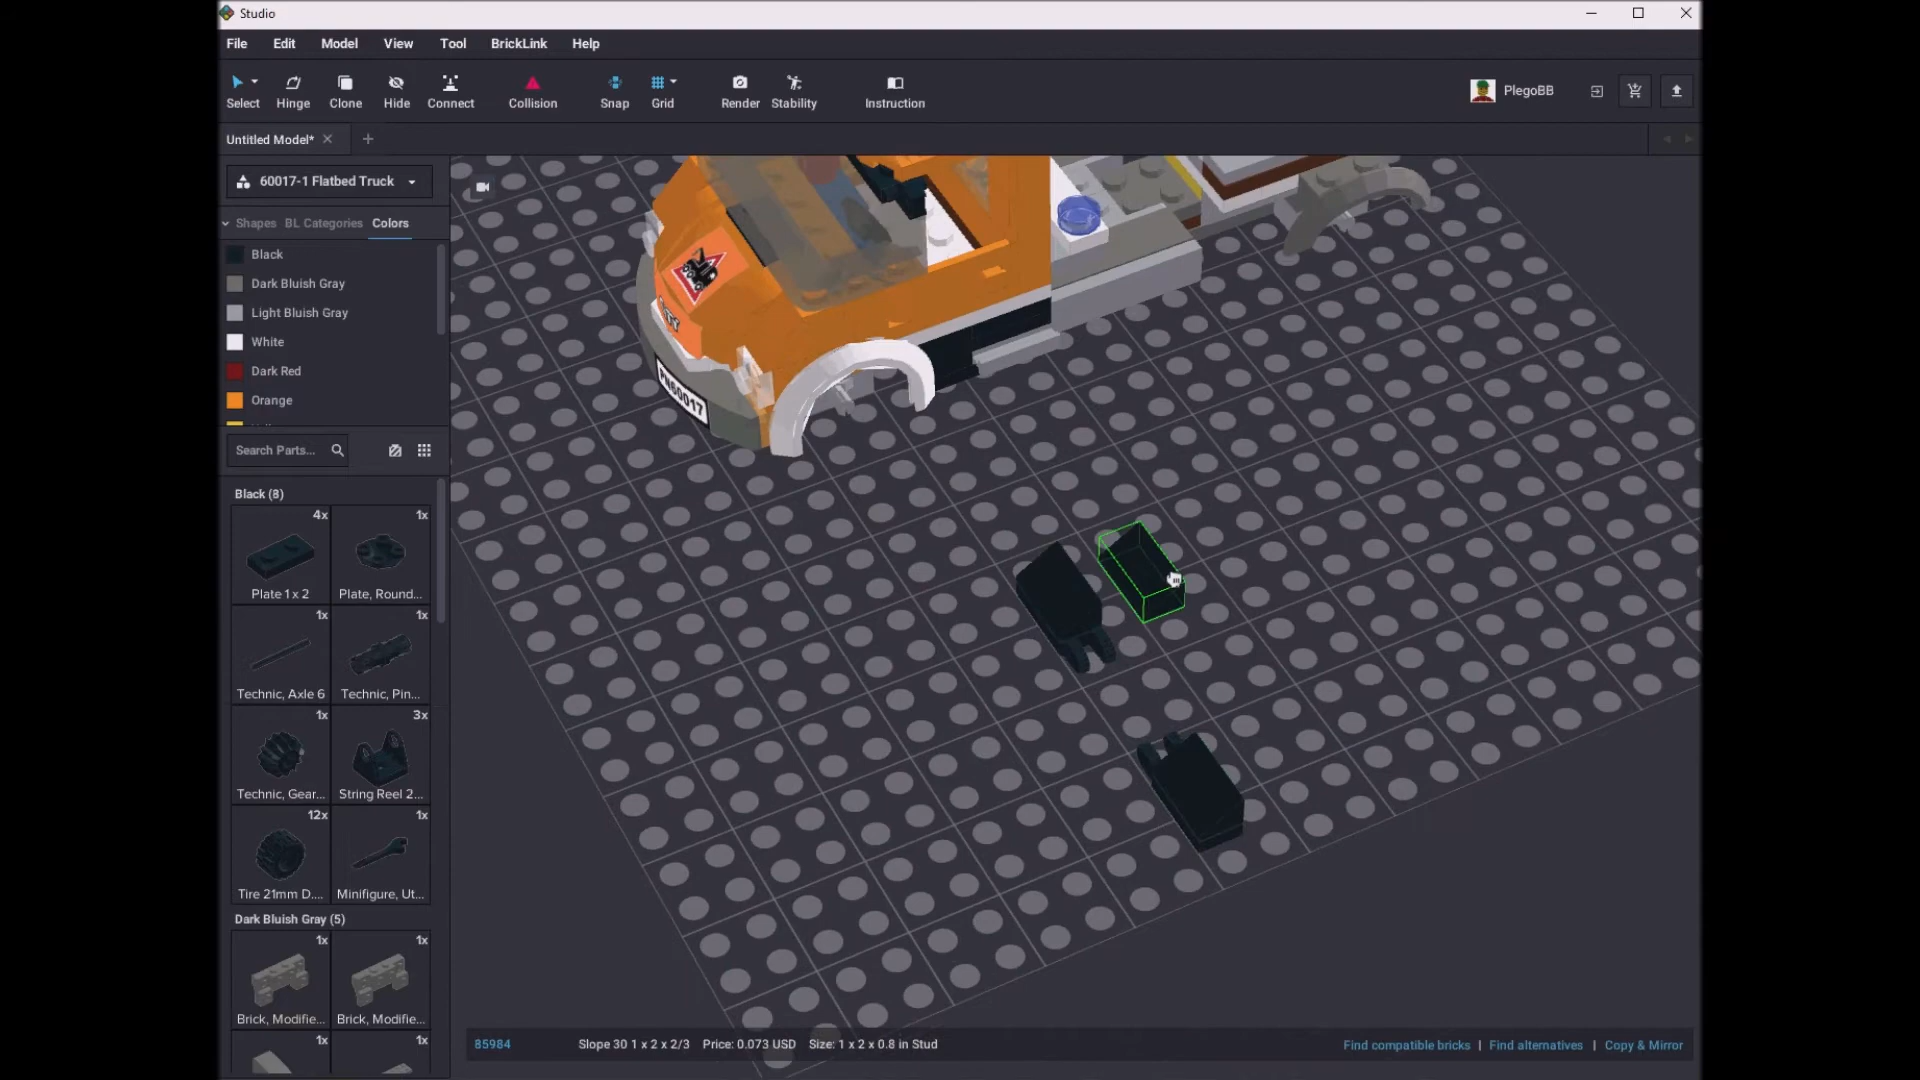 Studio
File Edit Model View Tool BrickLink Help
Select Hinge Clone Hide Connect Collision Snap Grid Render Stability Instruction PlegoBB
Untitled Model*
60017-1 Flatbed Truck
Shapes BL Categories Colors
Black
Dark Bluish Gray
Light Bluish Gray
White
Dark Red
Orange
Search Parts...
Black (8)
4x 1x
Plate 1 x 2 Plate, Round...
1x 1x
Technic, Axle 6 Technic, Pin...
1x 3x
Technic, Gear... String Reel 2...
12x 1x
Tire 21mm D.... Minifigure, Ut...
Dark Bluish Gray (5)
1x 1x
Brick, Modifie... Brick, Modifie...
1x 1x
PN60017
85984 Slope 30 1 x 2 x 2/3 Price: 0.073 USD Size: 1 x 2 x 0.8 in Stud
Find compatible bricks | Find alternatives | Copy & Mirror